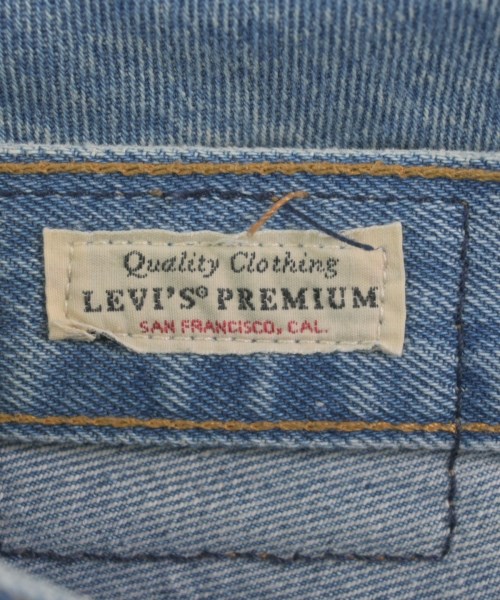 Quality Clothing
LEVI'S® PREMIUM
SAN FRANCISCO, CAL.